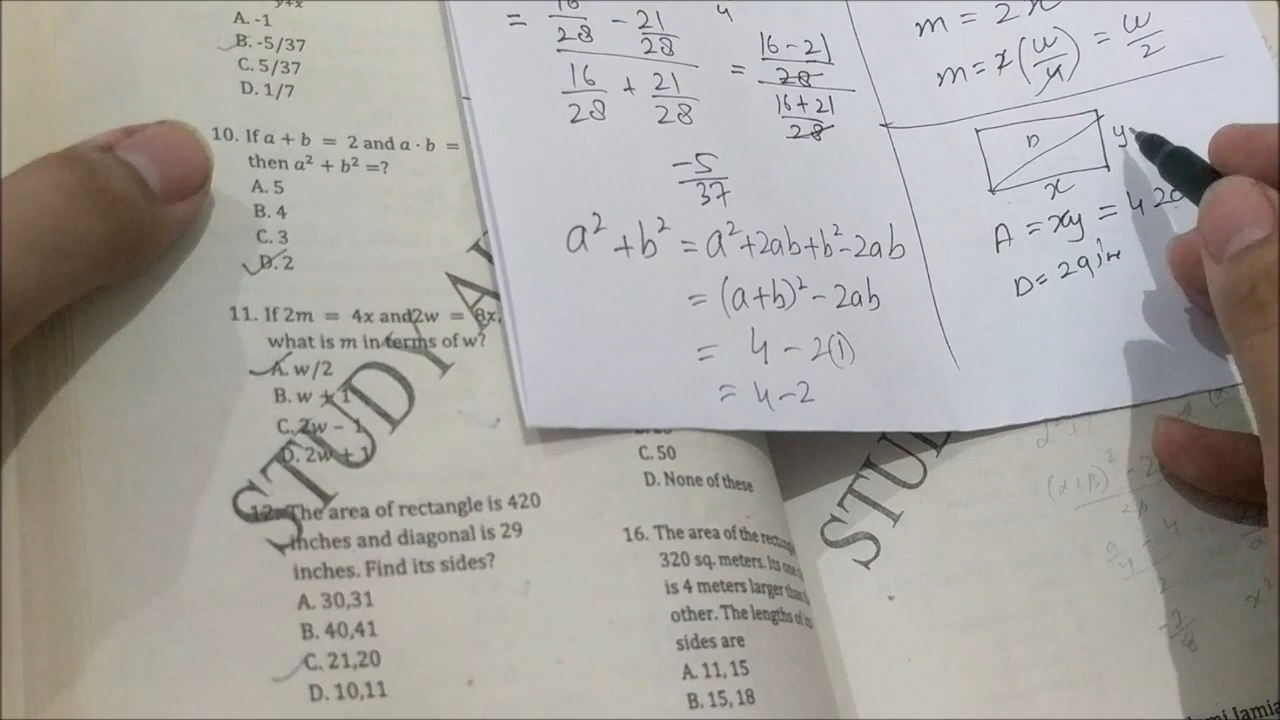 y+x
A. -1
B. -5/37
C. 5/37
D. 1/7
10. If a + b = 2 and a · b =
then a² + b² =?
A. 5
B. 4
C. 3
D. 2
11. If 2m = 4x and2w = 8x,
what is m in terms of w?
A. w/2
B. w + 1
C. 2w - 1
D. 2w + 1
12. The area of rectangle is 420
inches and diagonal is 29
inches. Find its sides?
A. 30,31
B. 40,41
C. 21,20
D. 10,11
C. 50
D. None of these
16. The area of the
320 sq. meters. Its
is 4 meters larger
other. The lengths of
sides are
A. 11, 15
B. 15, 18
STUDY
= 16/28 - 21/28
16/28 + 21/28
= 16 - 21/28
16 + 21/28
-5/37
a² + b² = a² + 2ab + b² - 2ab
= (a+b)² - 2ab
= 4 - 2(1)
= 4 - 2
m = 2x
m = 2(w/4) = w/2
D
y
x
A = xy = 420
D = 29 in